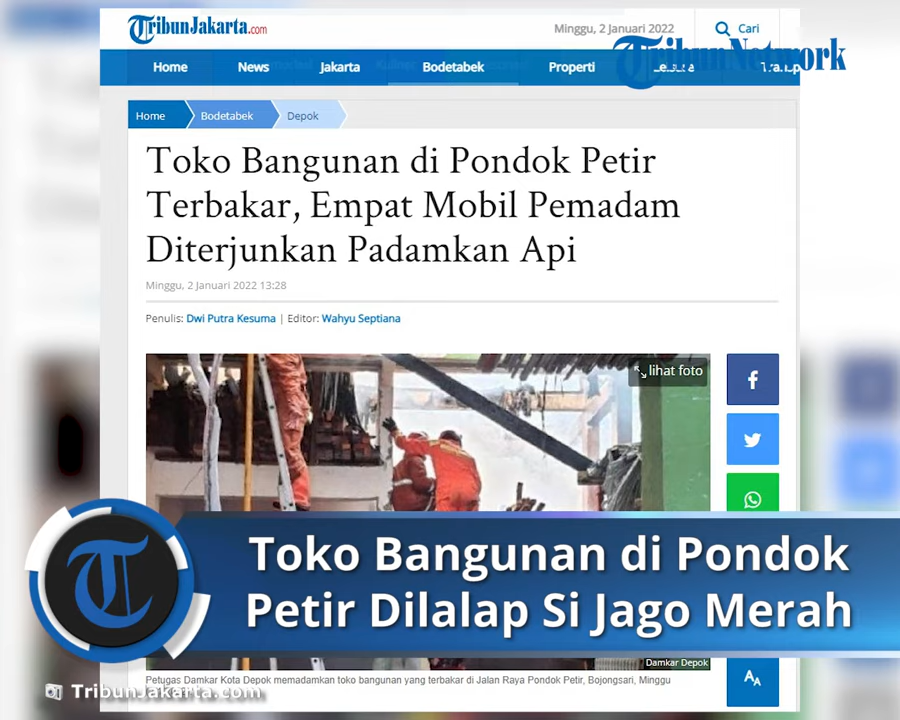 TribunJakarta.com
Minggu, 2 Januari 2022
Cari
TribunNetwork
Home News Jakarta Bodetabek Properti
Home Bodetabek Depok
Toko Bangunan di Pondok Petir
Terbakar, Empat Mobil Pemadam
Diterjunkan Padamkan Api
Minggu, 2 Januari 2022 13:28
Penulis: Dwi Putra Kesuma | Editor: Wahyu Septiana
lihat foto
Toko Bangunan di Pondok
Petir Dilalap Si Jago Merah
Damkar Depok
Petugas Damkar Kota Depok memadamkan toko bangunan yang terbakar di Jalan Raya Pondok Petir, Bojongsari, Minggu
TribunJakarta.com
AA